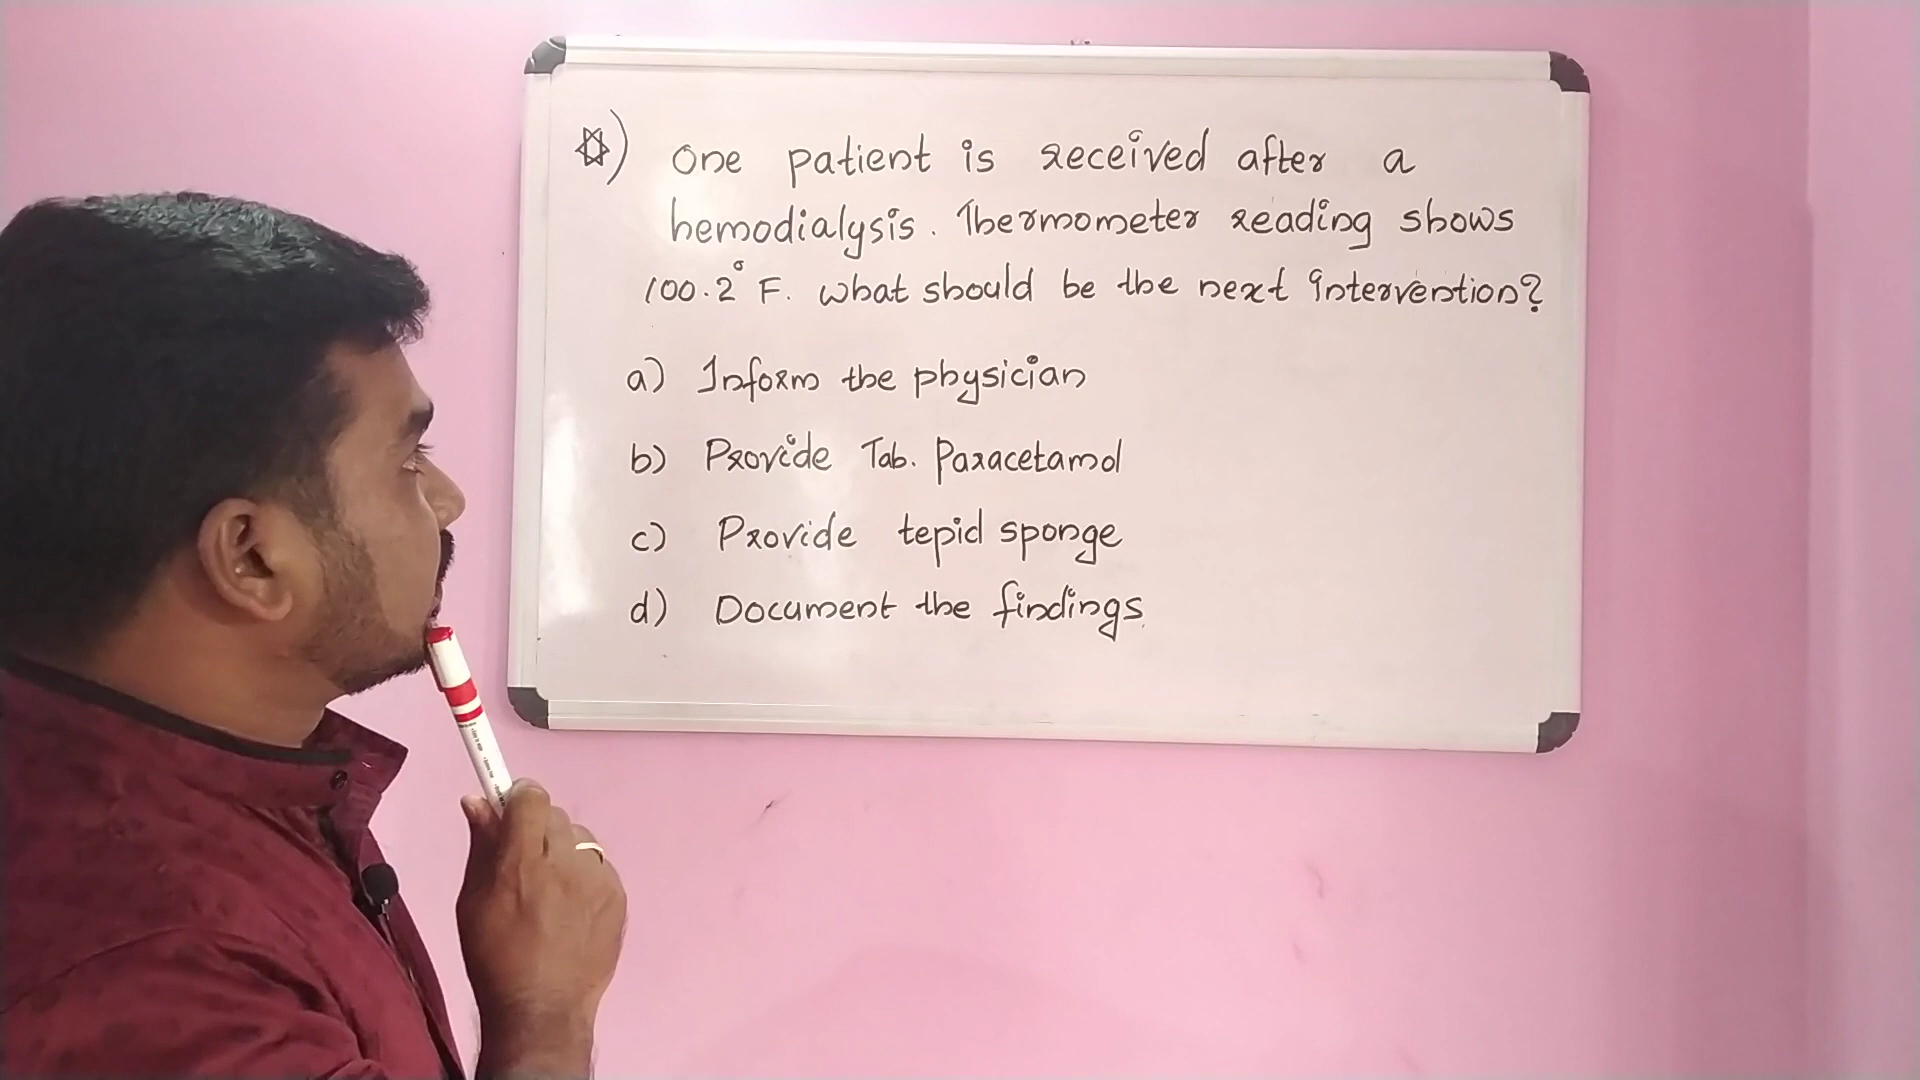 One patient is received after a
hemodialysis. Thermometer reading shows
100.2° F. what should be the next intervention?
a) Inform the physician
b) Provide Tab. Paracetamol
c) Provide tepid sponge
d) Document the findings.